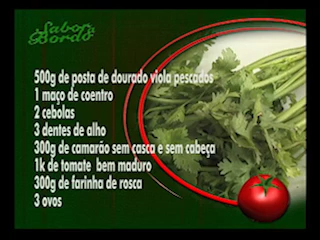 Sabor a
Bordo
500g de posta de dourado viola pescados
1 maço de coentro
2 cebolas
3 dentes de alho
300g de camarão sem casca e sem cabeça
1k de tomate bem maduro
300g de farinha de rosca
3 ovos